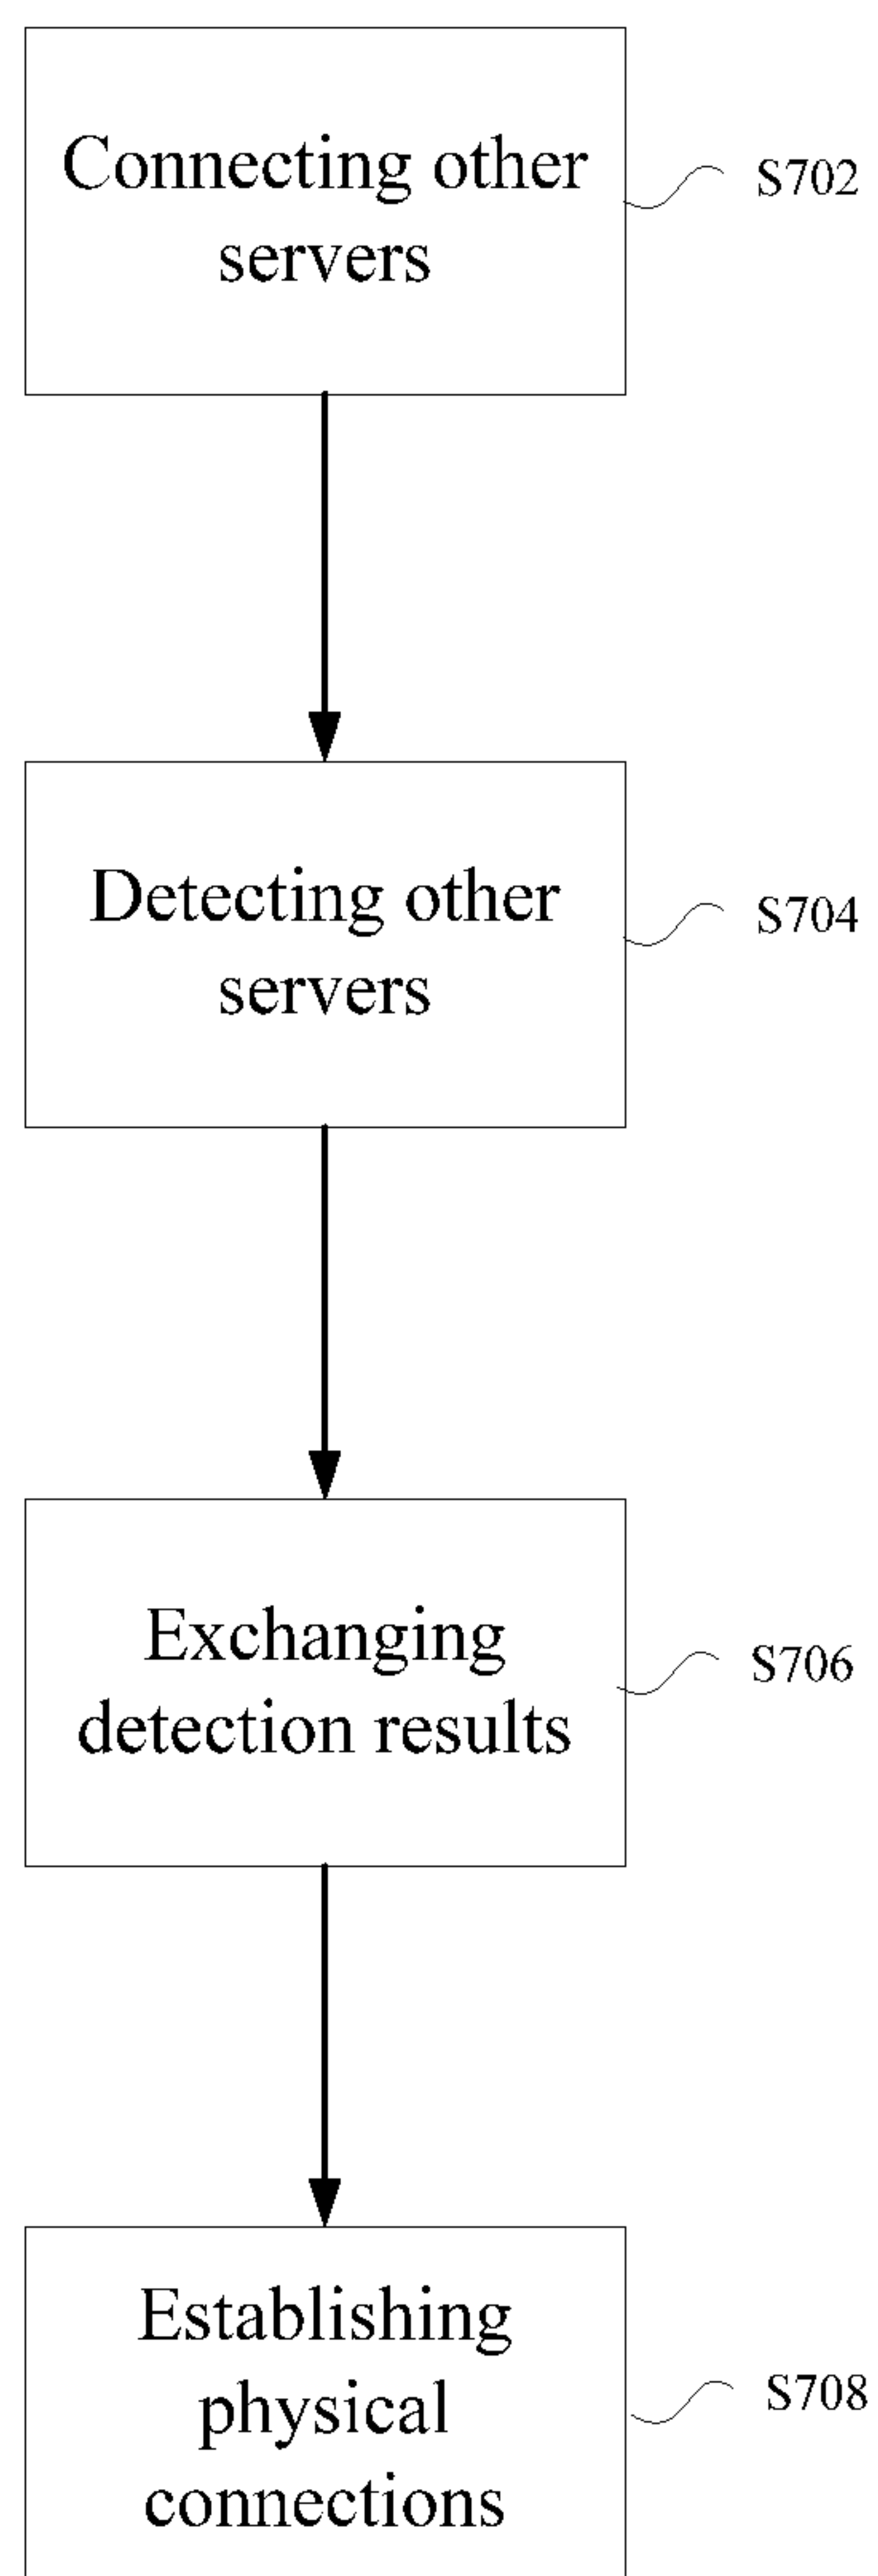 Connecting other
servers
S702
Detecting other
servers
S704
Exchanging
detection results
S706
Establishing
physical
connections
S708